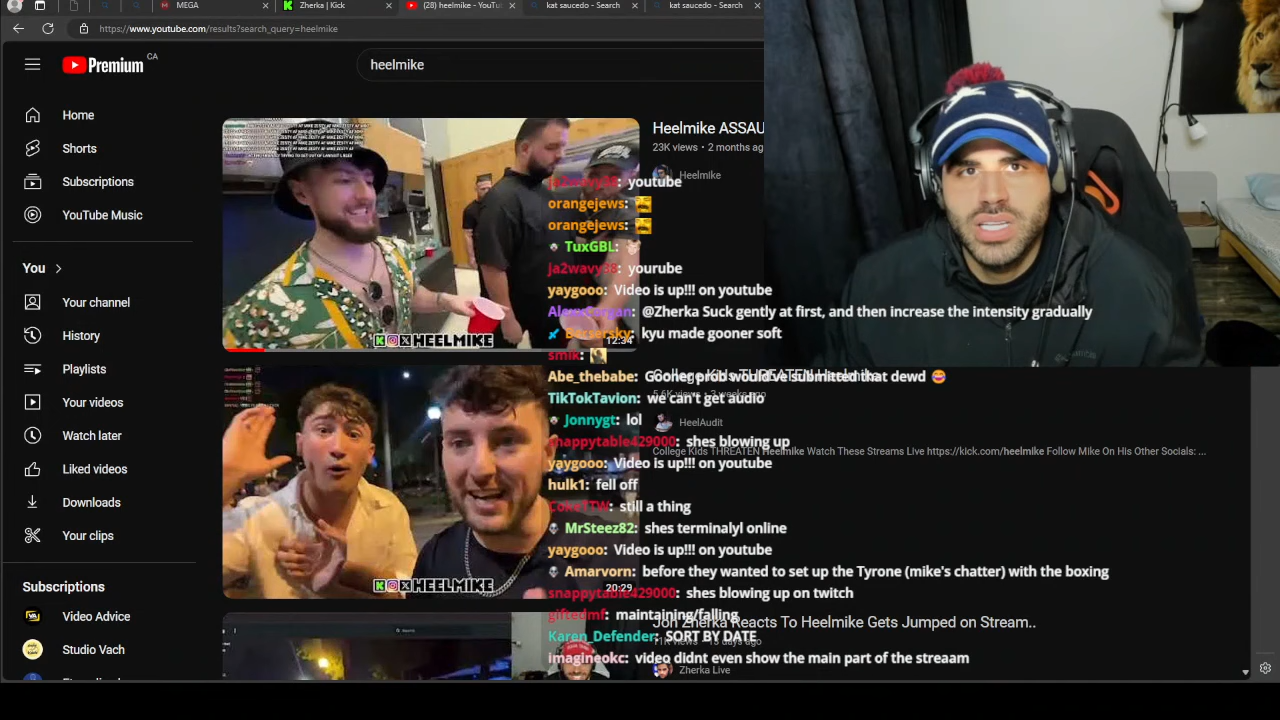 MEGA
Zherka | Kick
(28) heelmike - YouTu
kat saucedo - Search
kat saucedo - Search
https://www.youtube.com/results?search_query=heelmike
Premium CA
heelmike
Home
Shorts
Subscriptions
YouTube Music
You
Your channel
History
Playlists
Your videos
Watch later
Liked videos
Downloads
Your clips
Subscriptions
Video Advice
Studio Vach
HEELMIKE
12:34
Heelmike ASSAU
23K views • 2 months ag
Heelmike
HEELMIKE
20:29
College Kids THREATEN Heelmike
HeelAudit
College Kids THREATEN Heelmike Watch These Streams Live https://kick.com/heelmike Follow Mike On His Other Socials: ...
Jon Zherka Reacts To Heelmike Gets Jumped on Stream..
Zherka Live
ja2wavy38: youtube
orangejews:
orangejews:
TuxGBL:
ja2wavy38: yourube
yaygooo: Video is up!!! on youtube
@Zherka Suck gently at first, and then increase the intensity gradually
kyu made gooner soft
smik:
Abe_thebabe: Gooner prob would've submitted that dewd
TikTokTavion: we can't get audio
Jonnygt: lol
snappytable429000: shes blowing up
yaygooo: Video is up!!! on youtube
hulk1: fell off
CokeTTW: still a thing
MrSteez82: shes terminalyl online
yaygooo: Video is up!!! on youtube
Amarvorn: before they wanted to set up the Tyrone (mike's chatter) with the boxing
snappytable429000: shes blowing up on twitch
giftedmf: maintaining/falling
Karen_Defender: SORT BY DATE
imagineokc: video didnt even show the main part of the streaam